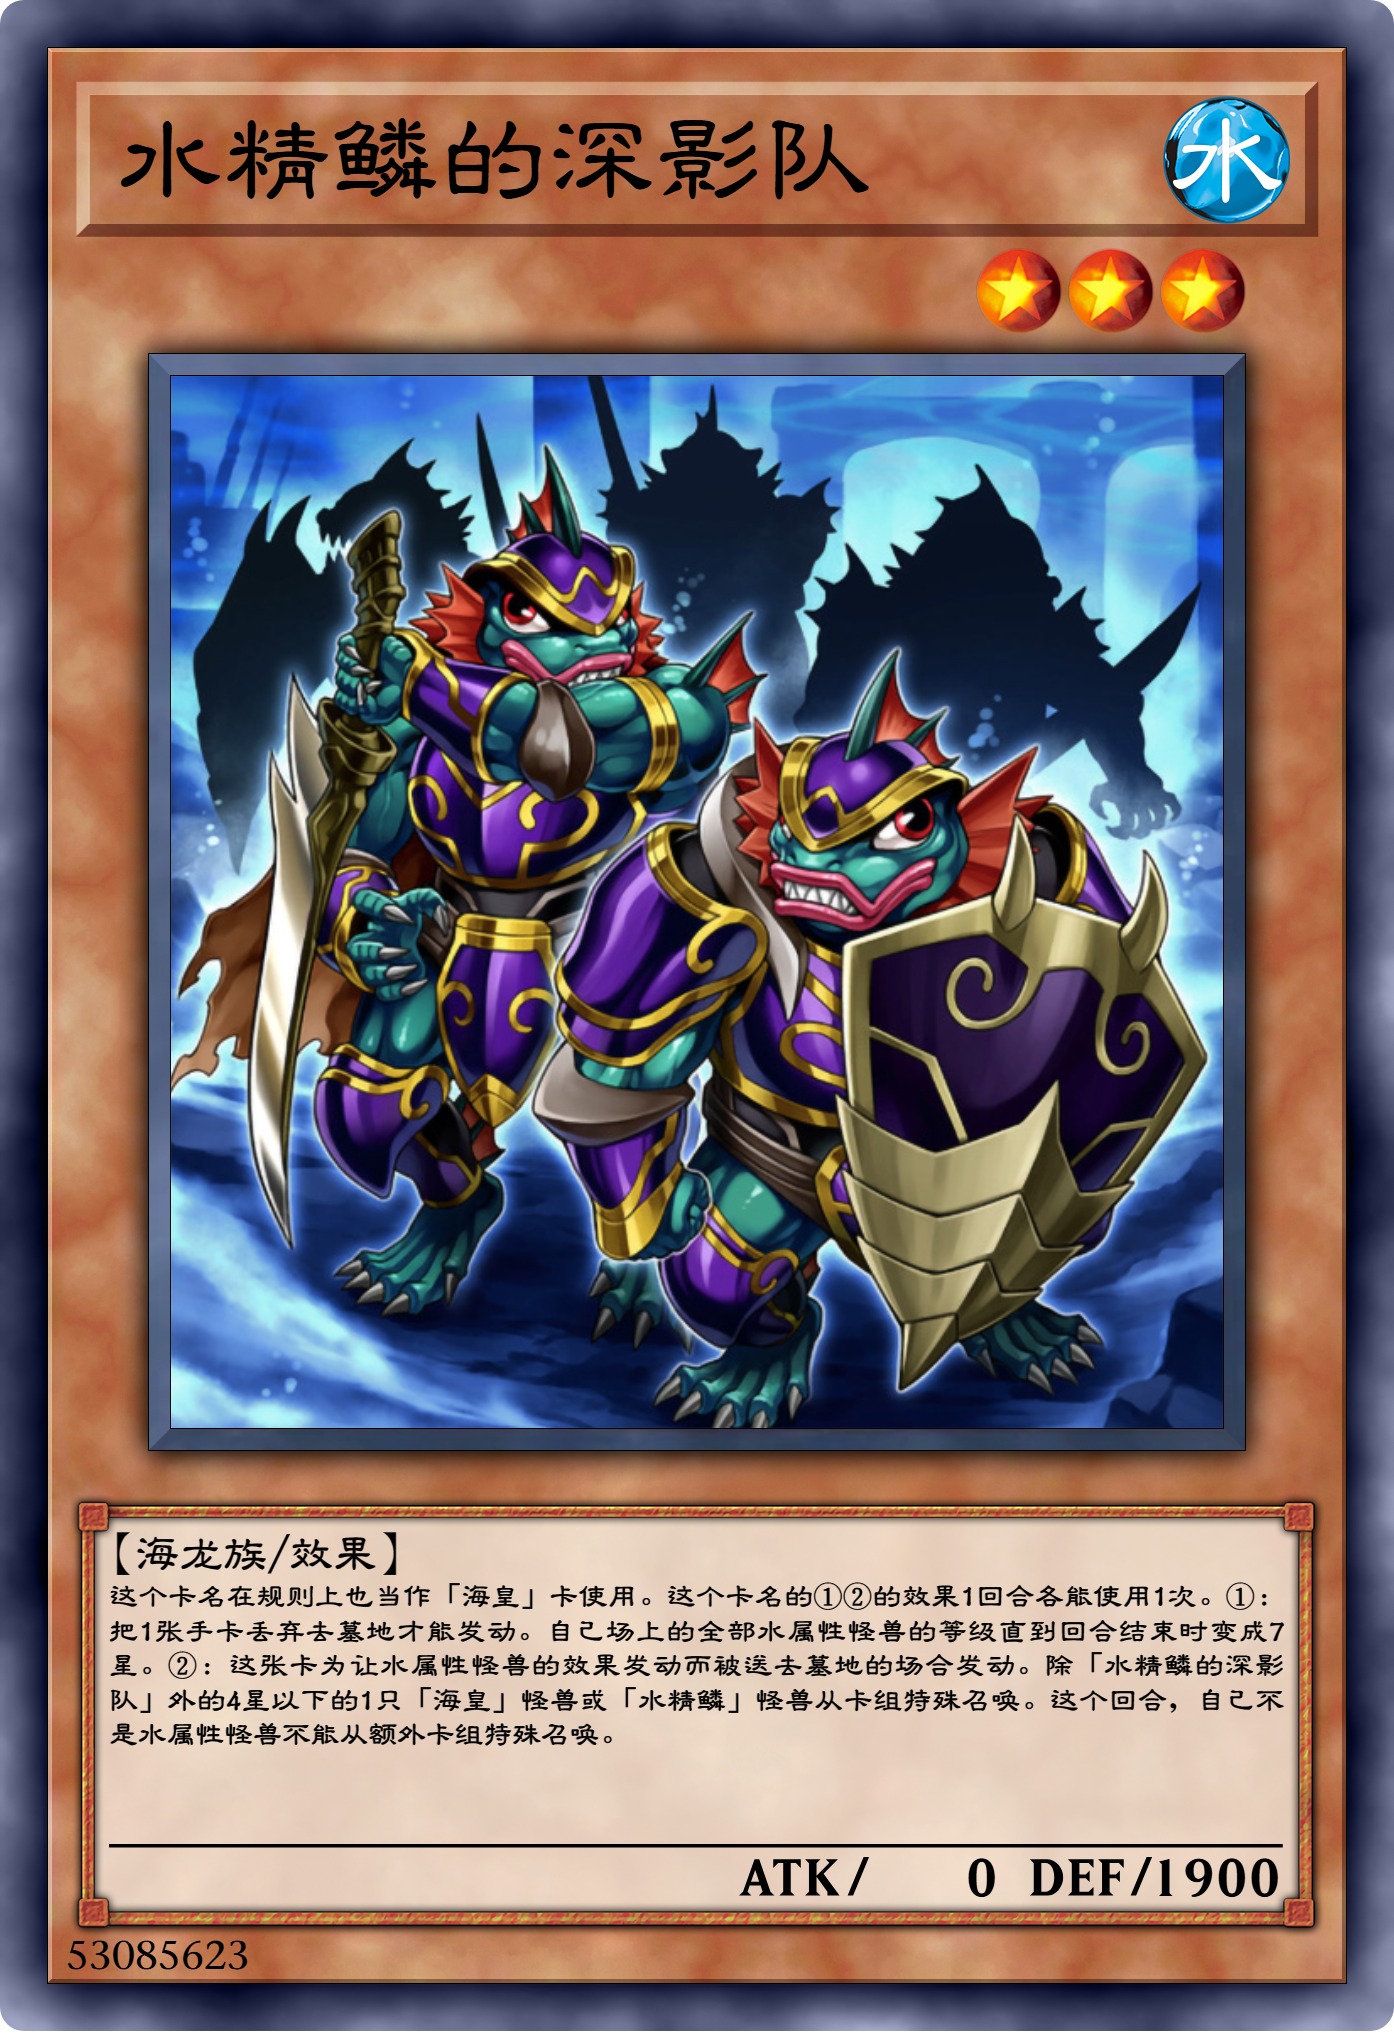 水精鳞的深影队
水
【海龙族/效果】
这个卡名在规则上也当作「海皇」卡使用。这个卡名的①②的效果1回合各能使用1次。①：
把1张手卡丢弃去墓地才能发动。自己场上的全部水属性怪兽的等级直到回合结束时变成7
星。②：这张卡为让水属性怪兽的效果发动而被送去墓地的场合发动。除「水精鳞的深影
队」外的4星以下的1只「海皇」怪兽或「水精鳞」怪兽从卡组特殊召唤。这个回合，自己不
是水属性怪兽不能从额外卡组特殊召唤。
ATK/ 0 DEF/1900
53085623